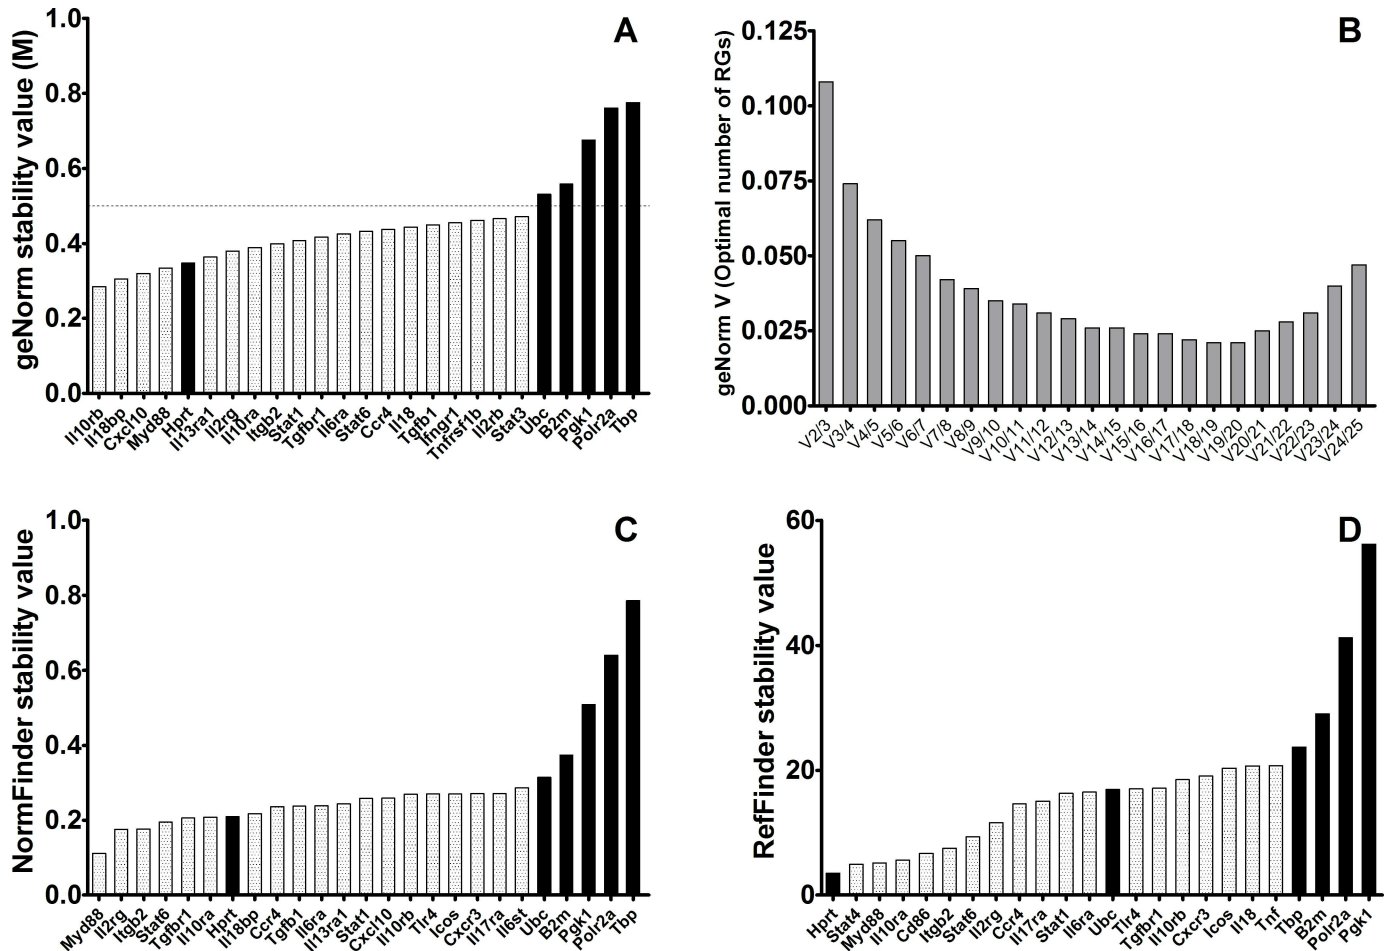 A
geNorm stability value (M)
1.0
0.8
0.6
0.4
0.2
0.0
Il10rb
Il18bp
Cxcl10
Myd88
Hprt
Il13ra1
Il2rg
Il10ra
Itgb2
Stat1
Tgfbr1
Il6ra
Stat6
Ccr4
Il18
Tgfb1
Ifngr1
Tnfrsf1b
Il2rb
Stat3
Ubc
B2m
Pgk1
Polr2a
Tbp
B
geNorm V (Optimal number of RGs)
0.125
0.100
0.075
0.050
0.025
0.000
V2/3
V3/4
V4/5
V5/6
V6/7
V7/8
V8/9
V9/10
V10/11
V11/12
V12/13
V13/14
V14/15
V15/16
V16/17
V17/18
V18/19
V19/20
V20/21
V21/22
V22/23
V23/24
V24/25
C
NormFinder stability value
1.0
0.8
0.6
0.4
0.2
0.0
Myd88
Il2rg
Itgb2
Stat6
Tgfbr1
Il10ra
Hprt
Il18bp
Ccr4
Tgfb1
Il6ra
Il13ra1
Stat1
Cxcl10
Il10rb
Tlr4
Icos
Cxcr3
Il17ra
Il6st
Ubc
B2m
Pgk1
Polr2a
Tbp
D
RefFinder stability value
60
40
20
0
Hprt
Stat4
Myd88
Il10ra
Cd86
Itgb2
Stat6
Il2rg
Ccr4
Il17ra
Stat1
Il6ra
Ubc
Tlr4
Tgfbr1
Il10rb
Cxcr3
Icos
Il18
Tnf
Tbp
B2m
Polr2a
Pgk1